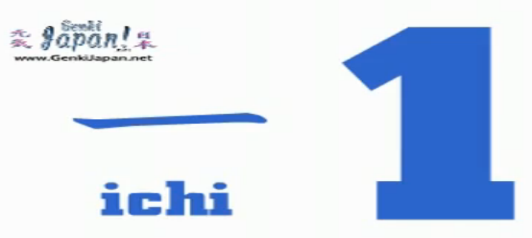 元気 Genki Japan! 日本
www.GenkiJapan.net
一 1
ichi